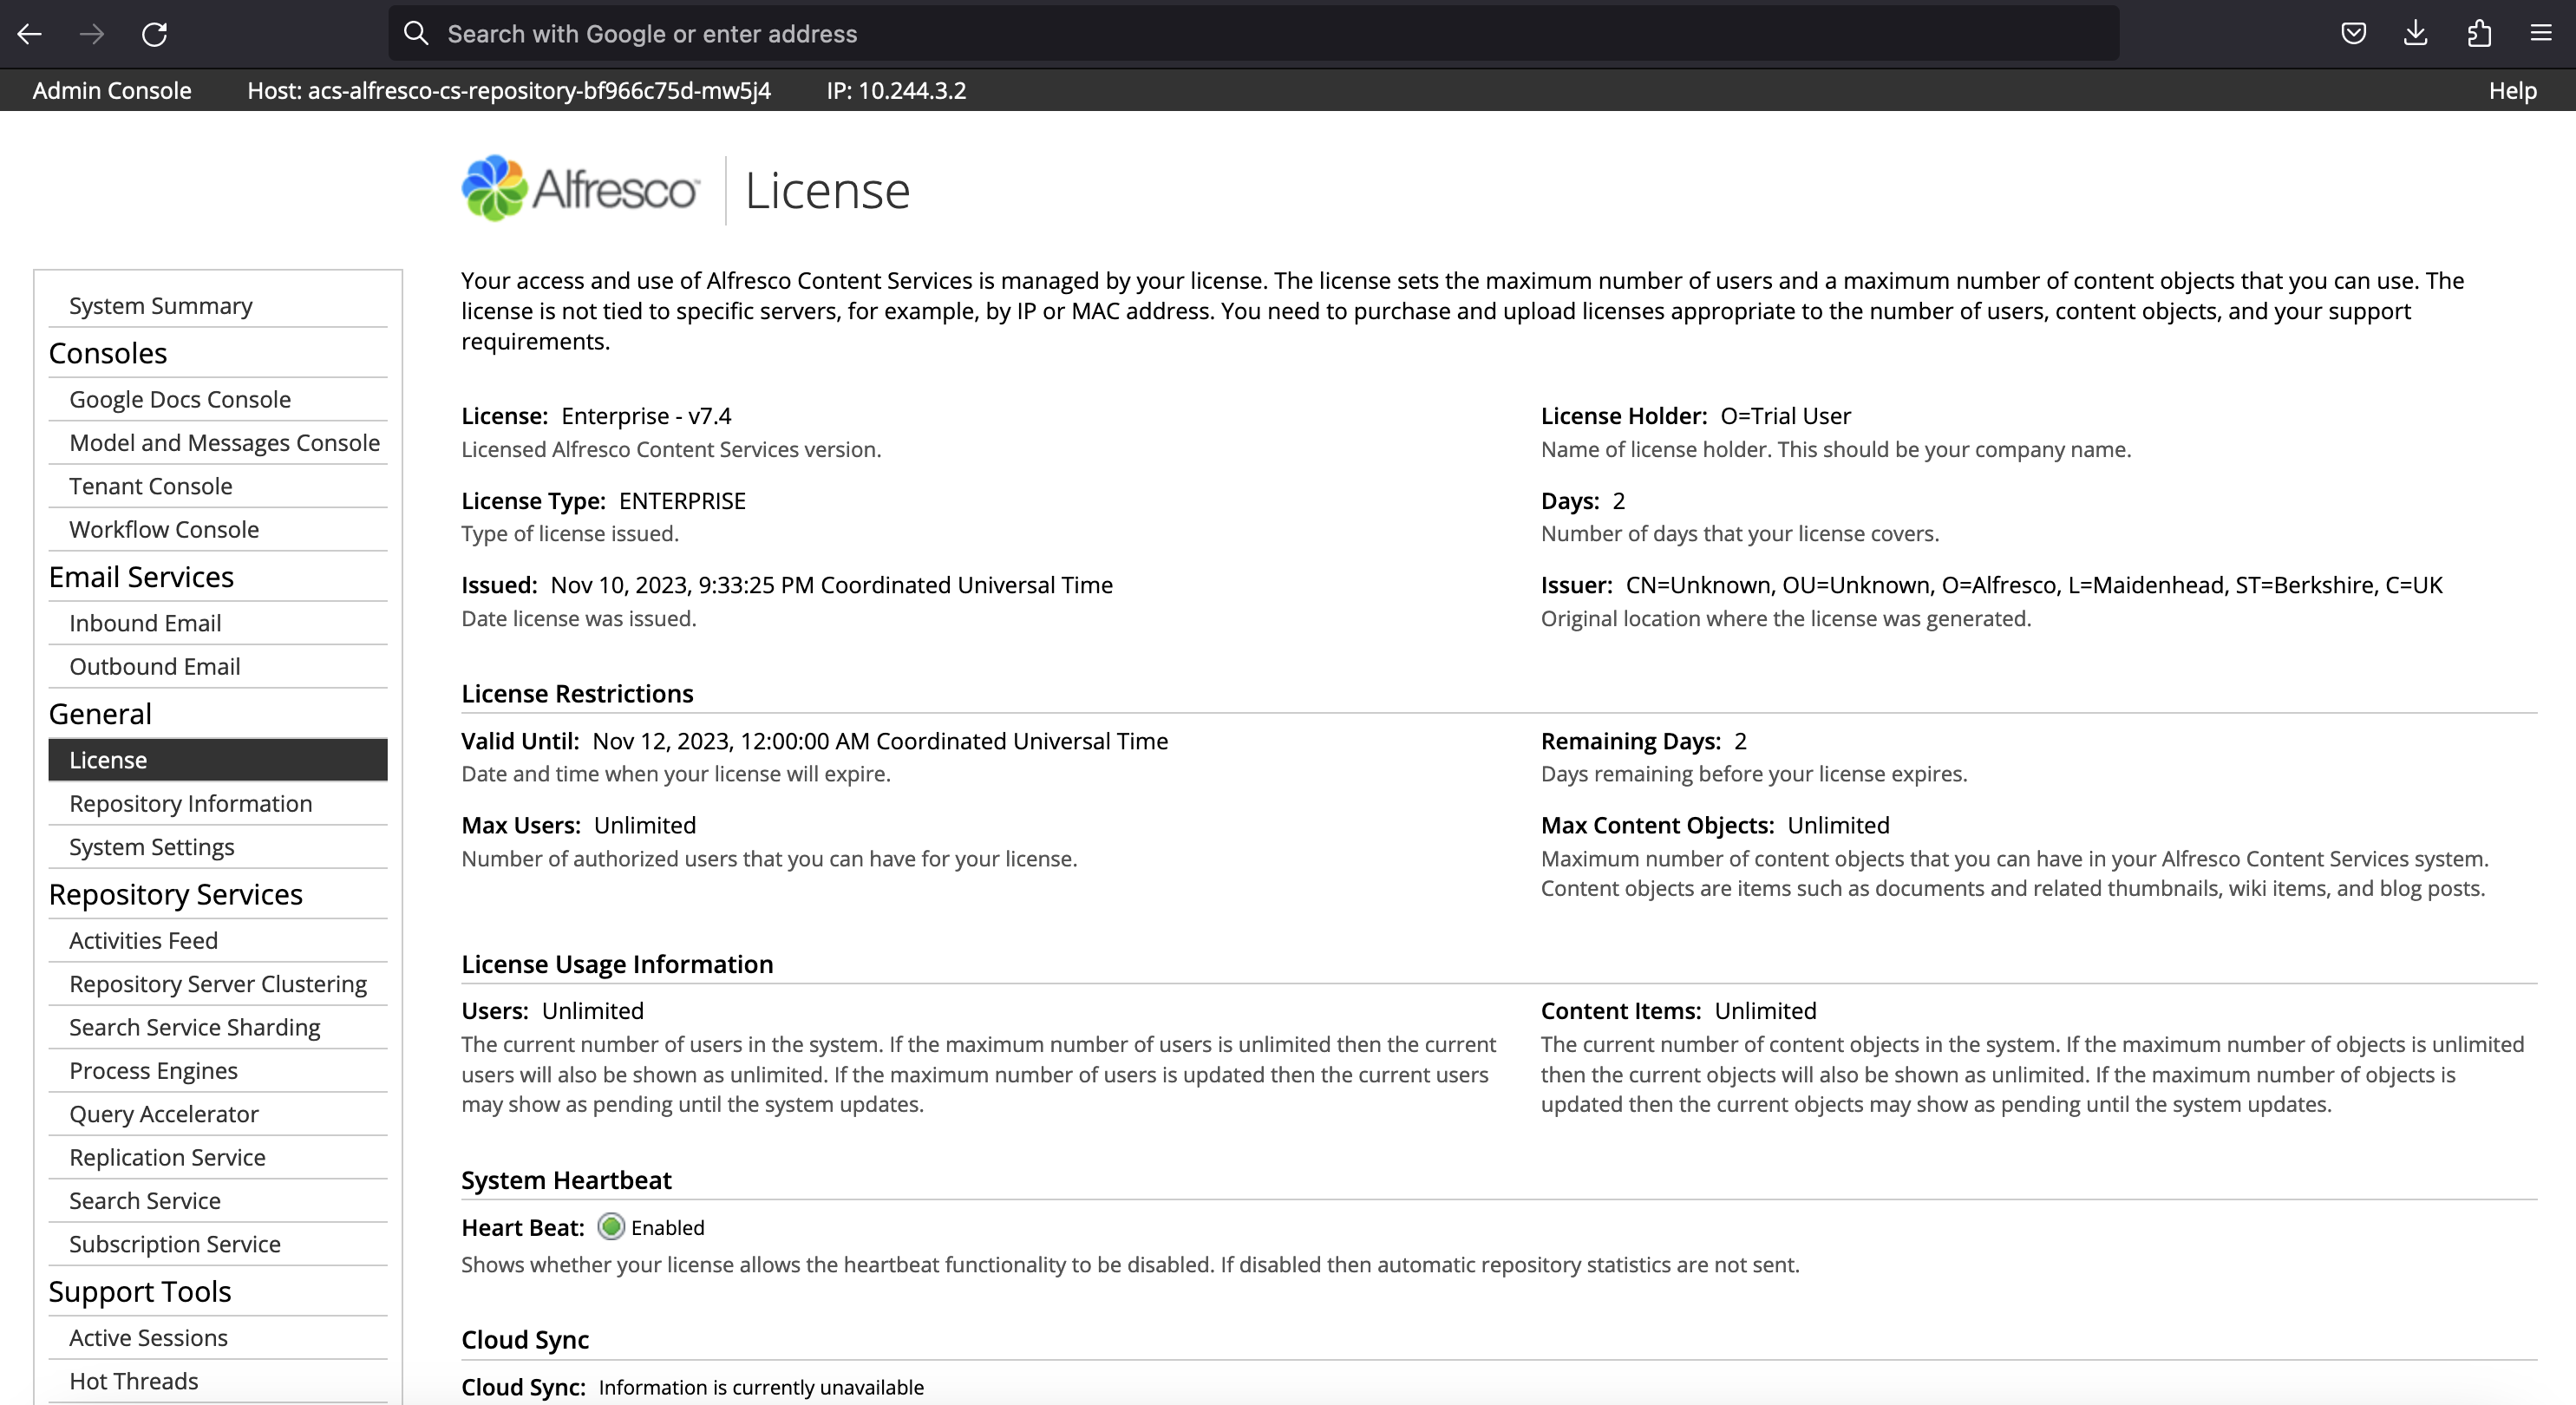 Search with Google or enter address
Admin Console Host: acs-alfresco-cs-repository-bf966c75d-mw5j4 IP: 10.244.3.2 Help
Alfresco™ License
System Summary
Consoles
Google Docs Console
Model and Messages Console
Tenant Console
Workflow Console
Email Services
Inbound Email
Outbound Email
General
License
Repository Information
System Settings
Repository Services
Activities Feed
Repository Server Clustering
Search Service Sharding
Process Engines
Query Accelerator
Replication Service
Search Service
Subscription Service
Support Tools
Active Sessions
Hot Threads
Your access and use of Alfresco Content Services is managed by your license. The license sets the maximum number of users and a maximum number of content objects that you can use. The
license is not tied to specific servers, for example, by IP or MAC address. You need to purchase and upload licenses appropriate to the number of users, content objects, and your support
requirements.
License: Enterprise - v7.4
Licensed Alfresco Content Services version.
License Holder: O=Trial User
Name of license holder. This should be your company name.
License Type: ENTERPRISE
Type of license issued.
Days: 2
Number of days that your license covers.
Issued: Nov 10, 2023, 9:33:25 PM Coordinated Universal Time
Date license was issued.
Issuer: CN=Unknown, OU=Unknown, O=Alfresco, L=Maidenhead, ST=Berkshire, C=UK
Original location where the license was generated.
License Restrictions
Valid Until: Nov 12, 2023, 12:00:00 AM Coordinated Universal Time
Date and time when your license will expire.
Remaining Days: 2
Days remaining before your license expires.
Max Users: Unlimited
Number of authorized users that you can have for your license.
Max Content Objects: Unlimited
Maximum number of content objects that you can have in your Alfresco Content Services system.
Content objects are items such as documents and related thumbnails, wiki items, and blog posts.
License Usage Information
Users: Unlimited
The current number of users in the system. If the maximum number of users is unlimited then the current
users will also be shown as unlimited. If the maximum number of users is updated then the current users
may show as pending until the system updates.
Content Items: Unlimited
The current number of content objects in the system. If the maximum number of objects is unlimited
then the current objects will also be shown as unlimited. If the maximum number of objects is
updated then the current objects may show as pending until the system updates.
System Heartbeat
Heart Beat: Enabled
Shows whether your license allows the heartbeat functionality to be disabled. If disabled then automatic repository statistics are not sent.
Cloud Sync
Cloud Sync: Information is currently unavailable